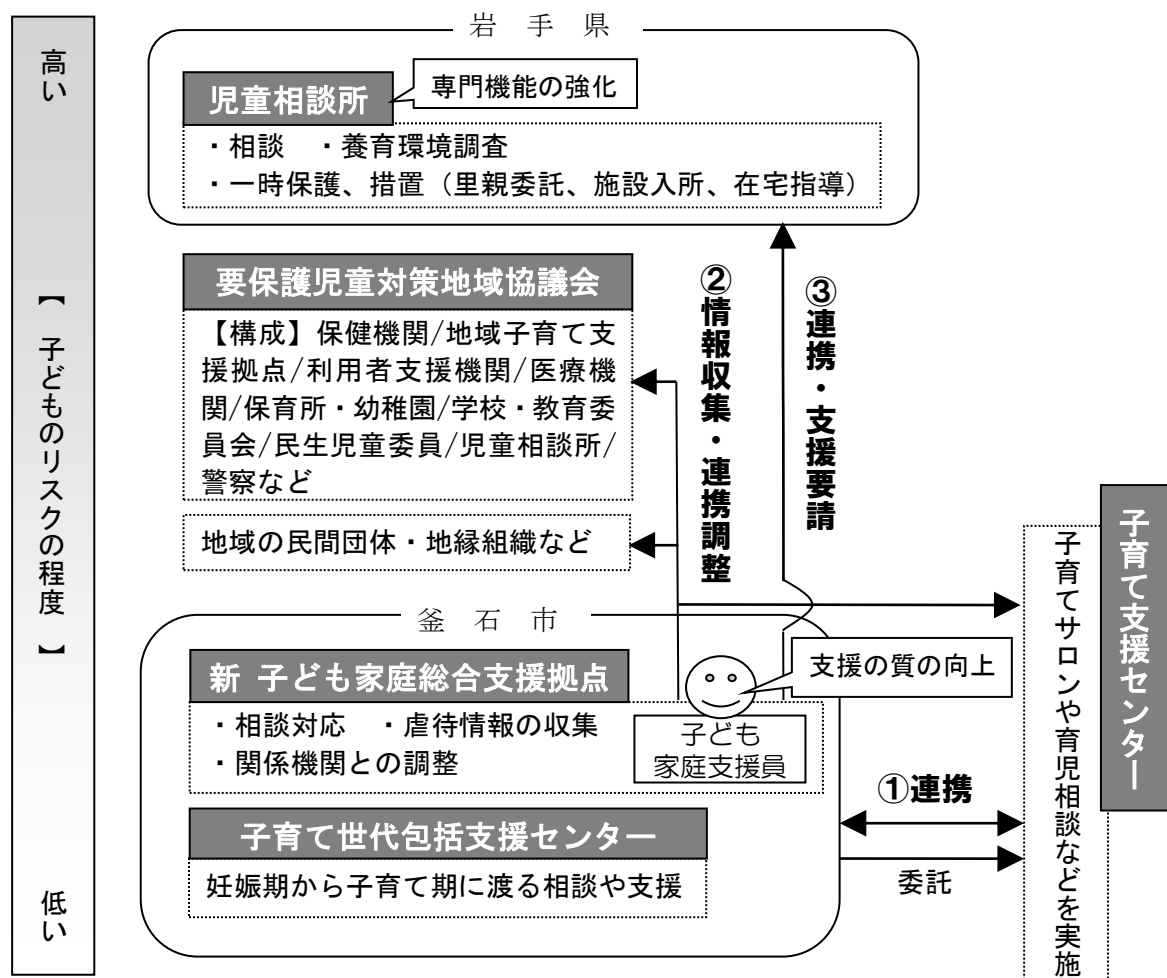 高い
【 子どものリスクの程度 】
低い
岩 手 県
児童相談所
専門機能の強化
・相談 ・養育環境調査
・一時保護、措置（里親委託、施設入所、在宅指導）
要保護児童対策地域協議会
【構成】保健機関/地域子育て支
援拠点/利用者支援機関/医療機
関/保育所・幼稚園/学校・教育委
員会/民生児童委員/児童相談所/
警察など
地域の民間団体・地縁組織など
②情報収集・連携調整
③連携・支援要請
釜 石 市
新 子ども家庭総合支援拠点
・相談対応 ・虐待情報の収集
・関係機関との調整
子ども
家庭支援員
支援の質の向上
子育て世代包括支援センター
妊娠期から子育て期に渡る相談や支援
①連携
委託
子育て支援センター
子育てサロンや育児相談などを実施